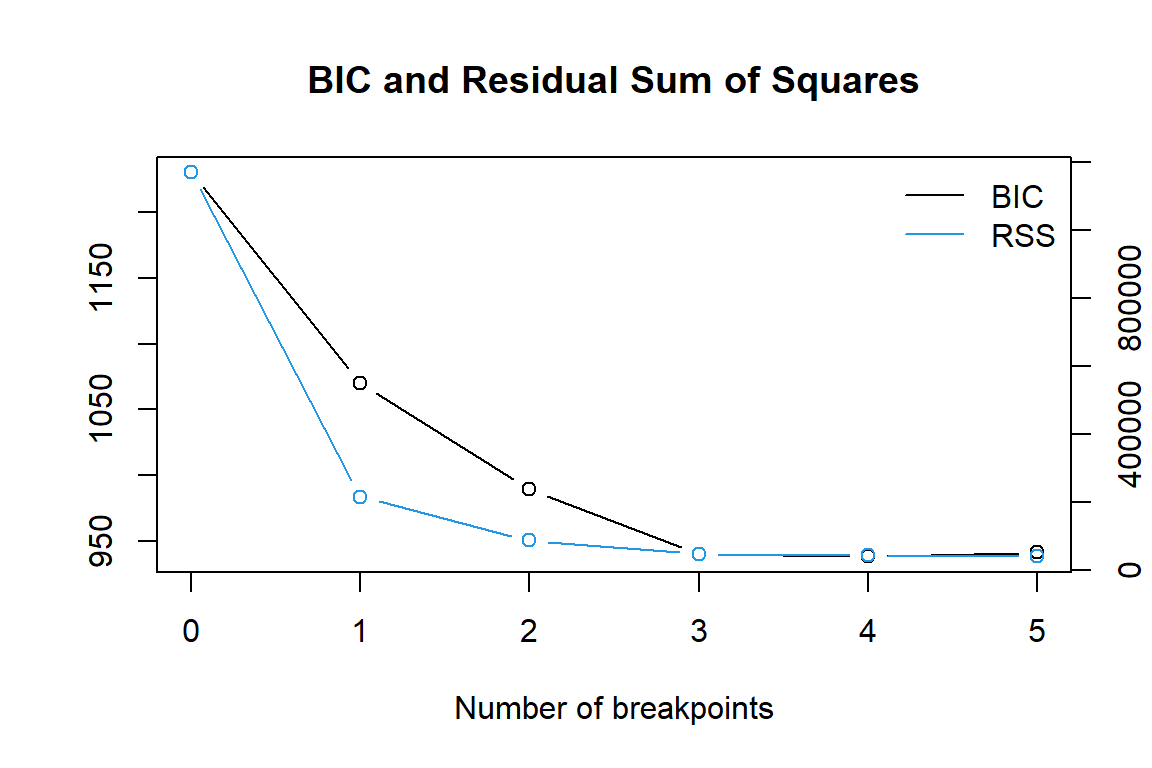 BIC and Residual Sum of Squares
BIC
RSS
950
1050
1150
0
400000
800000
0 1 2 3 4 5
Number of breakpoints